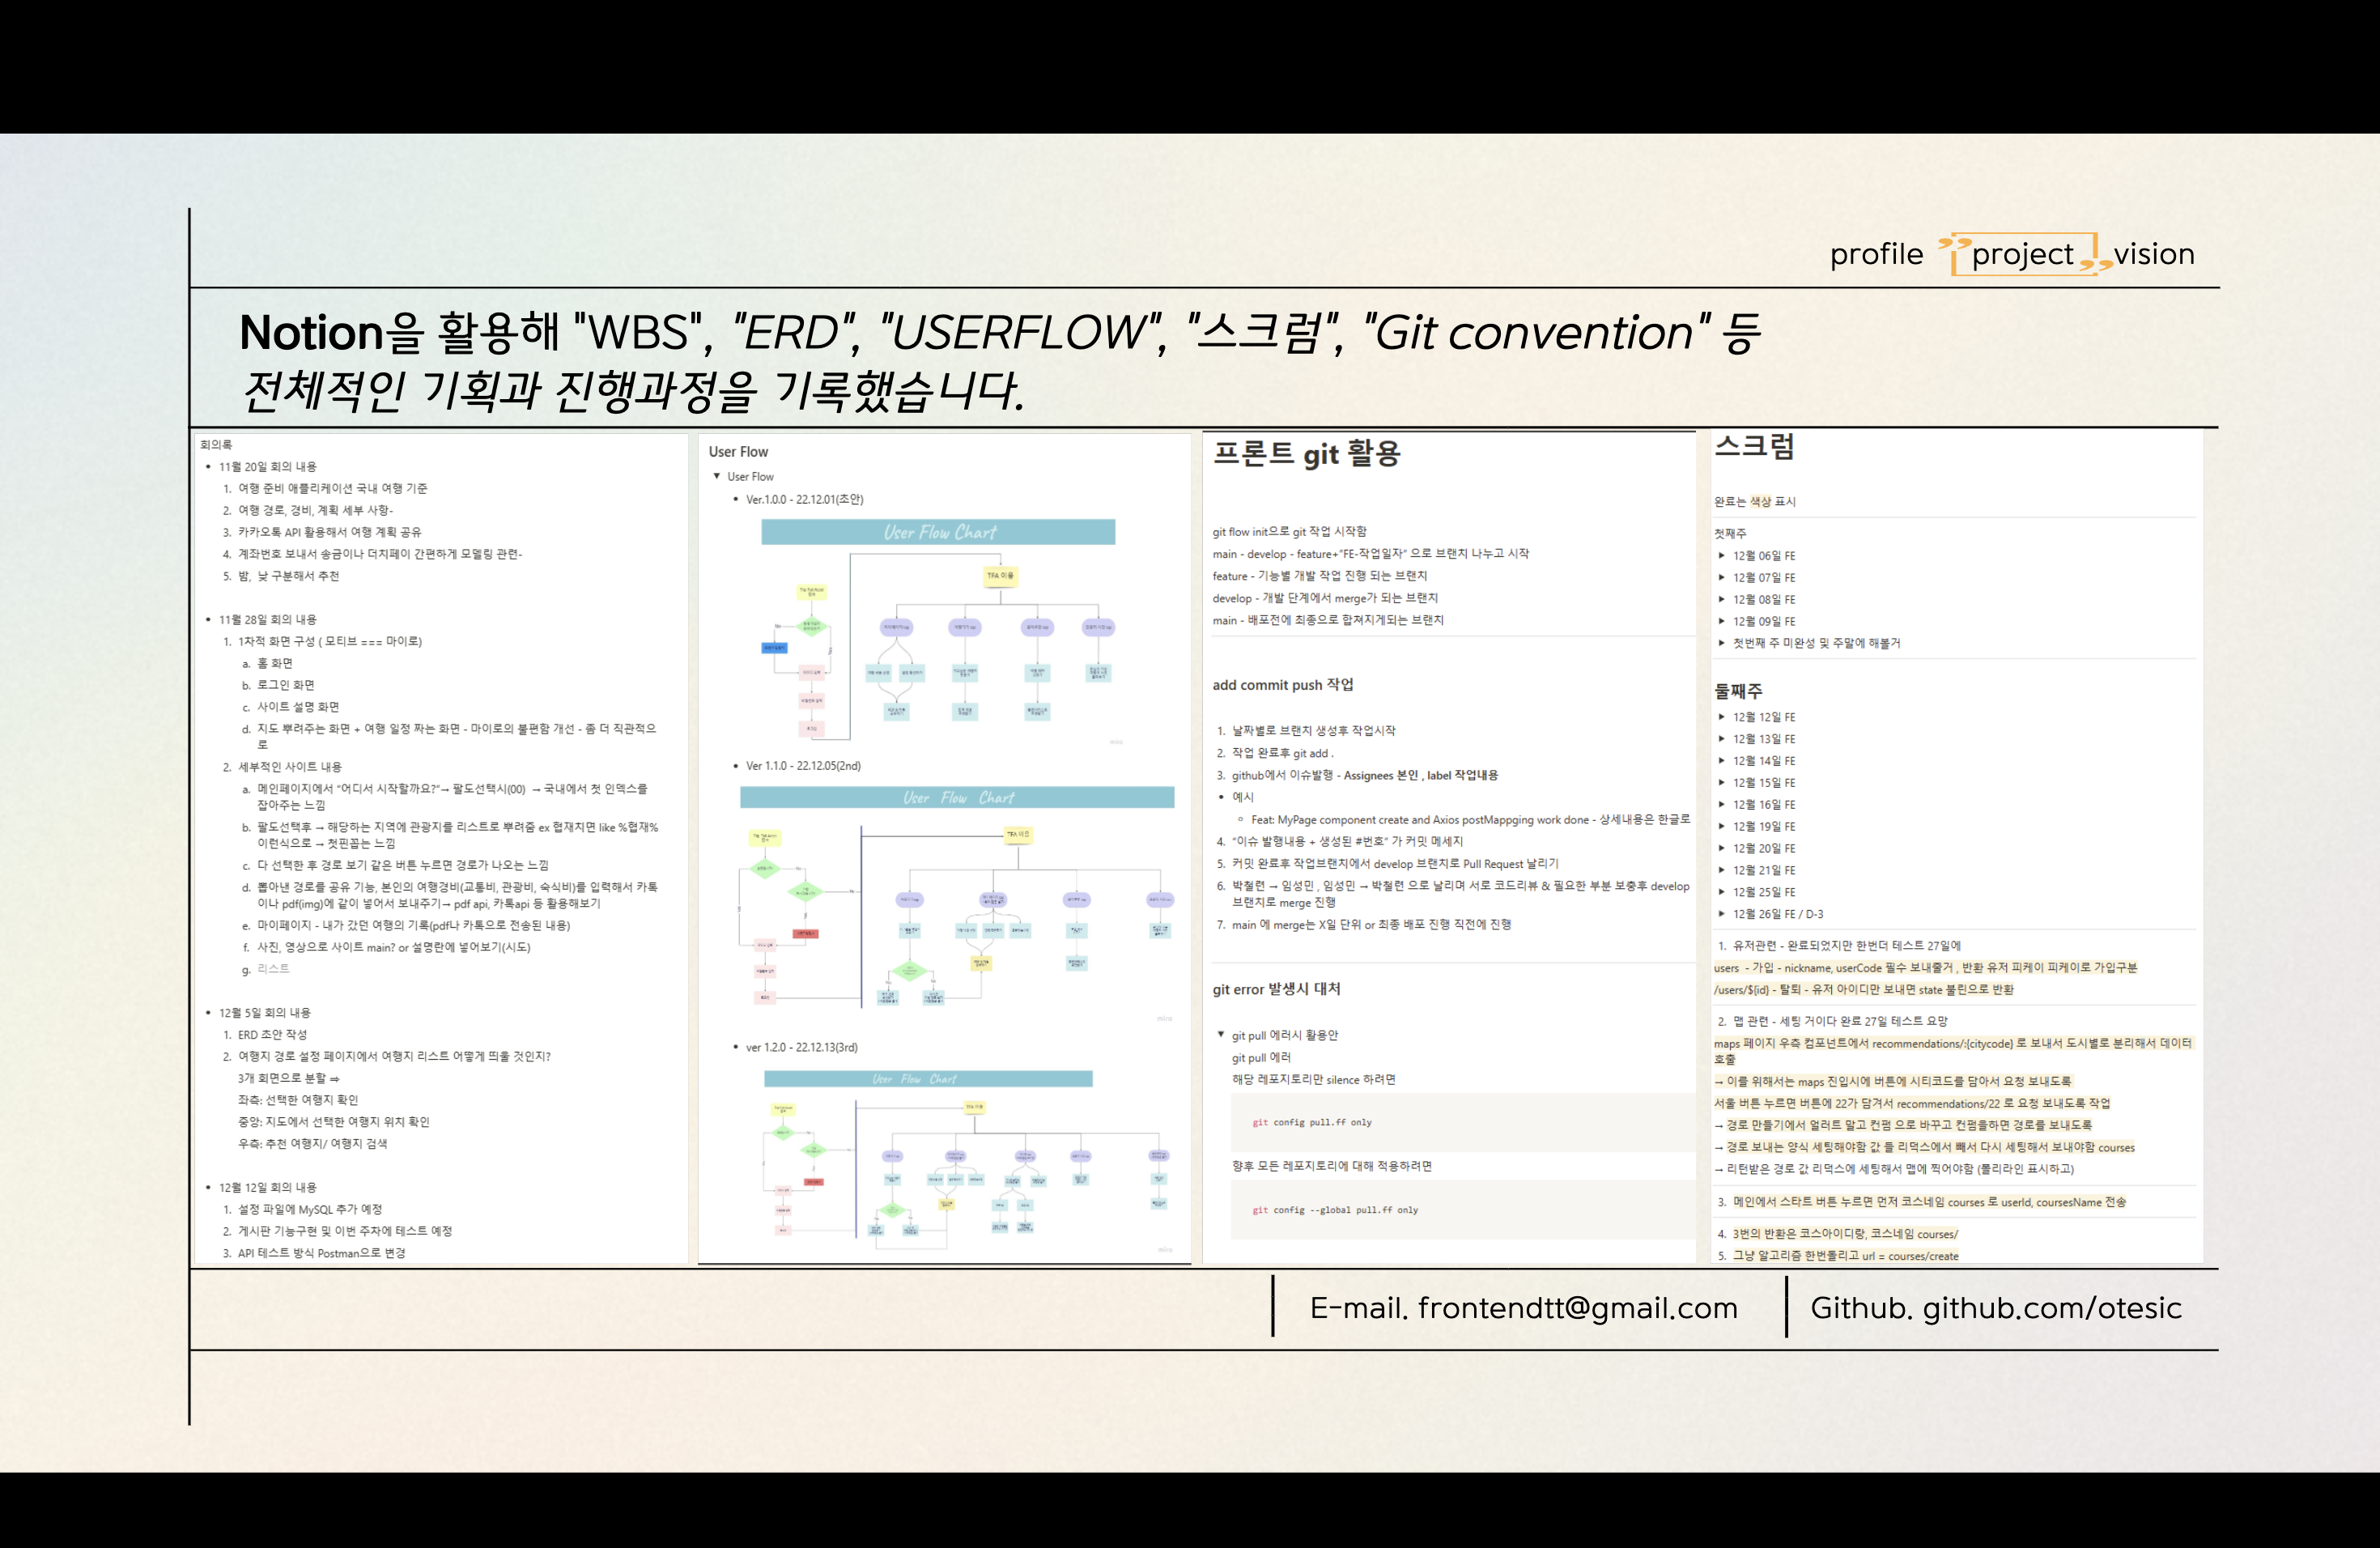 profile project vision
Notion을 활용해 "WBS", "ERD", "USERFLOW", "스크럼", "Git convention" 등
전체적인 기획과 진행과정을 기록했습니다.
회의록
• 11월 20일 회의 내용
1. 여행 준비 애플리케이션 국내 여행 기준
2. 여행 경로, 경비, 계획 세부 사항-
3. 카카오톡 API 활용해서 여행 계획 공유
4. 계좌번호 보내서 송금이나 더치페이 간편하게 모델링 관련-
5. 밤, 낮 구분해서 추천
• 11월 28일 회의 내용
1. 1차적 화면 구성 ( 모티브 === 마이로)
a. 홈 화면
b. 로그인 화면
c. 사이트 설명 화면
d. 지도 뿌려주는 화면 + 여행 일정 짜는 화면 - 마이로의 불편함 개선 - 좀 더 직관적으
로
2. 세부적인 사이트 내용
a. 메인페이지에서 "어디서 시작할까요?"→ 팔도선택시(00) → 국내에서 첫 인덱스를
잡아주는 느낌
b. 팔도선택후 → 해당하는 지역에 관광지를 리스트로 뿌려줌 ex 협재치면 like %협재%
이런식으로 → 첫핀꼽는 느낌
c. 다 선택한 후 경로 보기 같은 버튼 누르면 경로가 나오는 느낌
d. 뽑아낸 경로를 공유 기능, 본인의 여행경비(교통비, 관광비, 숙식비)를 입력해서 카톡
이나 pdf(img)에 같이 넣어서 보내주기→ pdf api, 카톡api 등 활용해보기
e. 마이페이지 - 내가 갔던 여행의 기록(pdf나 카톡으로 전송된 내용)
f. 사진, 영상으로 사이트 main? or 설명란에 넣어보기(시도)
g. 리스트
• 12월 5일 회의 내용
1. ERD 초안 작성
2. 여행지 경로 설정 페이지에서 여행지 리스트 어떻게 띄울 것인지?
3개 회면으로 분할 ⇒
좌측: 선택한 여행지 확인
중앙: 지도에서 선택한 여행지 위치 확인
우측: 추천 여행지/ 여행지 검색
• 12월 12일 회의 내용
1. 설정 파일에 MySQL 추가 예정
2. 게시판 기능구현 및 이번 주차에 테스트 예정
3. API 테스트 방식 Postman으로 변경
User Flow
▼ User Flow
• Ver.1.0.0 - 22.12.01(초안)
User Flow Chart
TFA 이용
No
miro
• Ver 1.1.0 - 22.12.05(2nd)
User Flow Chart
TFA 이용
miro
• ver 1.2.0 - 22.12.13(3rd)
User Flow Chart
TFA 이용
miro
프론트 git 활용
git flow init으로 git 작업 시작함
main - develop - feature+"FE-작업일자" 으로 브랜치 나누고 시작
feature - 기능별 개발 작업 진행 되는 브랜치
develop - 개발 단계에서 merge가 되는 브랜치
main - 배포전에 최종으로 합쳐지게되는 브랜치
add commit push 작업
1. 날짜별로 브랜치 생성후 작업시작
2. 작업 완료후 git add .
3. github에서 이슈발행 - Assignees 본인 , label 작업내용
• 예시
◦ Feat: MyPage component create and Axios postMappging work done - 상세내용은 한글로
4. "이슈 발행내용 + 생성된 #번호" 가 커밋 메세지
5. 커밋 완료후 작업브랜치에서 develop 브랜치로 Pull Request 날리기
6. 박철련 → 임성민 , 임성민 → 박철련 으로 날리며 서로 코드리뷰 & 필요한 부분 보충후 develop
브랜치로 merge 진행
7. main 에 merge는 X일 단위 or 최종 배포 진행 직전에 진행
git error 발생시 대처
▼ git pull 에러시 활용안
git pull 에러
해당 레포지토리만 silence 하려면
git config pull.ff only
향후 모든 레포지토리에 대해 적용하려면
git config --global pull.ff only
스크럼
완료는 색상 표시
첫째주
▶ 12월 06일 FE
▶ 12월 07일 FE
▶ 12월 08일 FE
▶ 12월 09일 FE
▶ 첫번째 주 미완성 및 주말에 해볼거
둘째주
▶ 12월 12일 FE
▶ 12월 13일 FE
▶ 12월 14일 FE
▶ 12월 15일 FE
▶ 12월 16일 FE
▶ 12월 19일 FE
▶ 12월 20일 FE
▶ 12월 21일 FE
▶ 12월 25일 FE
▶ 12월 26일 FE / D-3
1. 유저관련 - 완료되었지만 한번더 테스트 27일에
users - 가입 - nickname, userCode 필수 보내줄거 , 반환 유저 피케이 피케이로 가입구분
/users/${id} - 탈퇴 - 유저 아이디만 보내면 state 불린으로 반환
2. 맵 관련 - 세팅 거이다 완료 27일 테스트 요망
maps 페이지 우측 컴포넌트에서 recommendations/:{citycode} 로 보내서 도시별로 분리해서 데이터
호출
→ 이를 위해서는 maps 진입시에 버튼에 시티코드를 담아서 요청 보내도록
서울 버튼 누르면 버튼에 22가 담겨서 recommendations/22 로 요청 보내도록 작업
→ 경로 만들기에서 얼러트 말고 컨펌 으로 바꾸고 컨펌을하면 경로를 보내도록
→ 경로 보내는 양식 세팅해야함 값 들 리덕스에서 빼서 다시 세팅해서 보내야함 courses
→ 리턴받은 경로 값 리덕스에 세팅해서 맵에 찍어야함 (폴리라인 표시하고)
3. 메인에서 스타트 버튼 누르면 먼저 코스네임 courses 로 userId, coursesName 전송
4. 3번의 반환은 코스아이디랑, 코스네임 courses/
5. 그냥 알고리즘 한번돌리고 url = courses/create
E-mail. frontendtt@gmail.com
Github. github.com/otesic